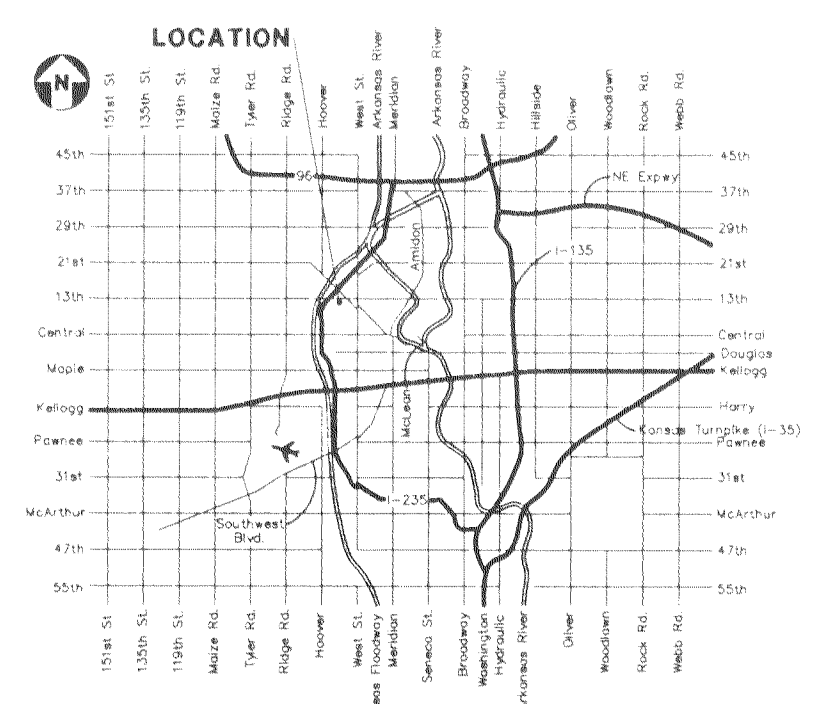 LOCATION
N
151st St.
135th St.
119th St.
Maize Rd.
Tyler Rd.
Ridge Rd.
Hoover
West St.
Arkansas River
Meridian
Arkansas River
Broadway
Hydraulic
Hillside
Oliver
Woodlawn
Rock Rd.
Webb Rd.
45th
96
45th
37th
NE Expwy
37th
29th
29th
Amidon
21st
I-135
21st
13th
13th
Central
Central
Douglas
Maple
Kellogg
McLean
Kellogg
Harry
Kansas Turnpike (I-35)
Pawnee
Pawnee
31st
31st
I-235
McArthur
McArthur
Southwest
Blvd.
47th
47th
55th
55th
151st St.
135th St.
119th St.
Maize Rd.
Tyler Rd.
Ridge Rd.
Hoover
West St.
sas Floodway
Meridian
Seneca St.
Broadway
Washington
Hydraulic
rkansas River
Oliver
Woodlawn
Rock Rd.
Webb Rd.